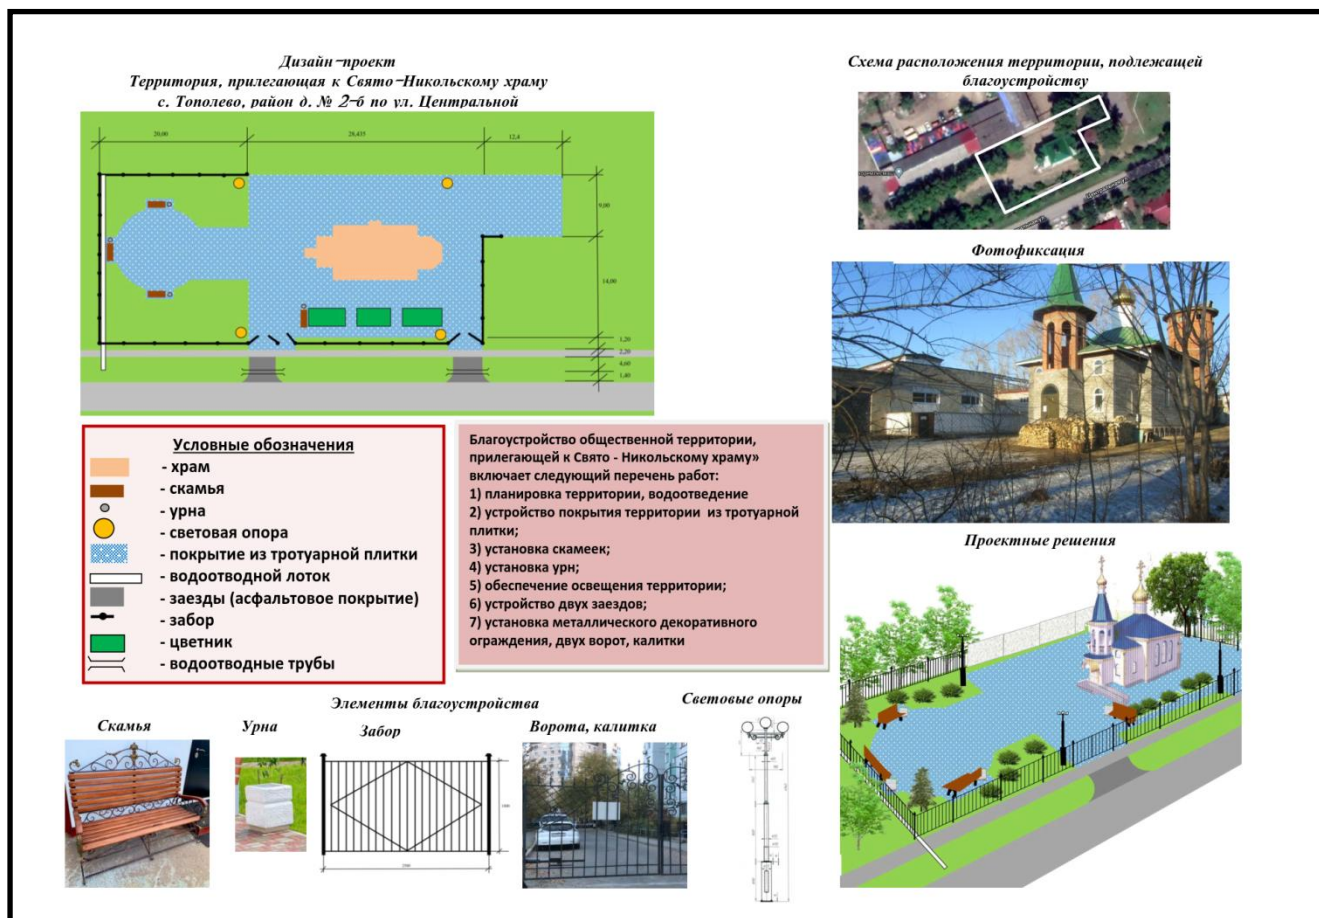 Дизайн-проект
Территория, прилегающая к Свято-Никольскому храму
с. Тополево, район д. № 2-б по ул. Центральной
20,00
28,435
12,4
9,00
14,00
1,20
2,20
4,60
1,40
Схема расположения территории, подлежащей
благоустройству
Фотофиксация
Условные обозначения
- храм
- скамья
- урна
- световая опора
- покрытие из тротуарной плитки
- водоотводной лоток
- заезды (асфальтовое покрытие)
- забор
- цветник
- водоотводные трубы
Благоустройство общественной территории,
прилегающей к Свято - Никольскому храму»
включает следующий перечень работ:
1) планировка территории, водоотведение
2) устройство покрытия территории из тротуарной
плитки;
3) установка скамеек;
4) установка урн;
5) обеспечение освещения территории;
6) устройство двух заездов;
7) установка металлического декоративного
ограждения, двух ворот, калитки
Проектные решения
Элементы благоустройства
Световые опоры
Скамья
Урна
Забор
Ворота, калитка